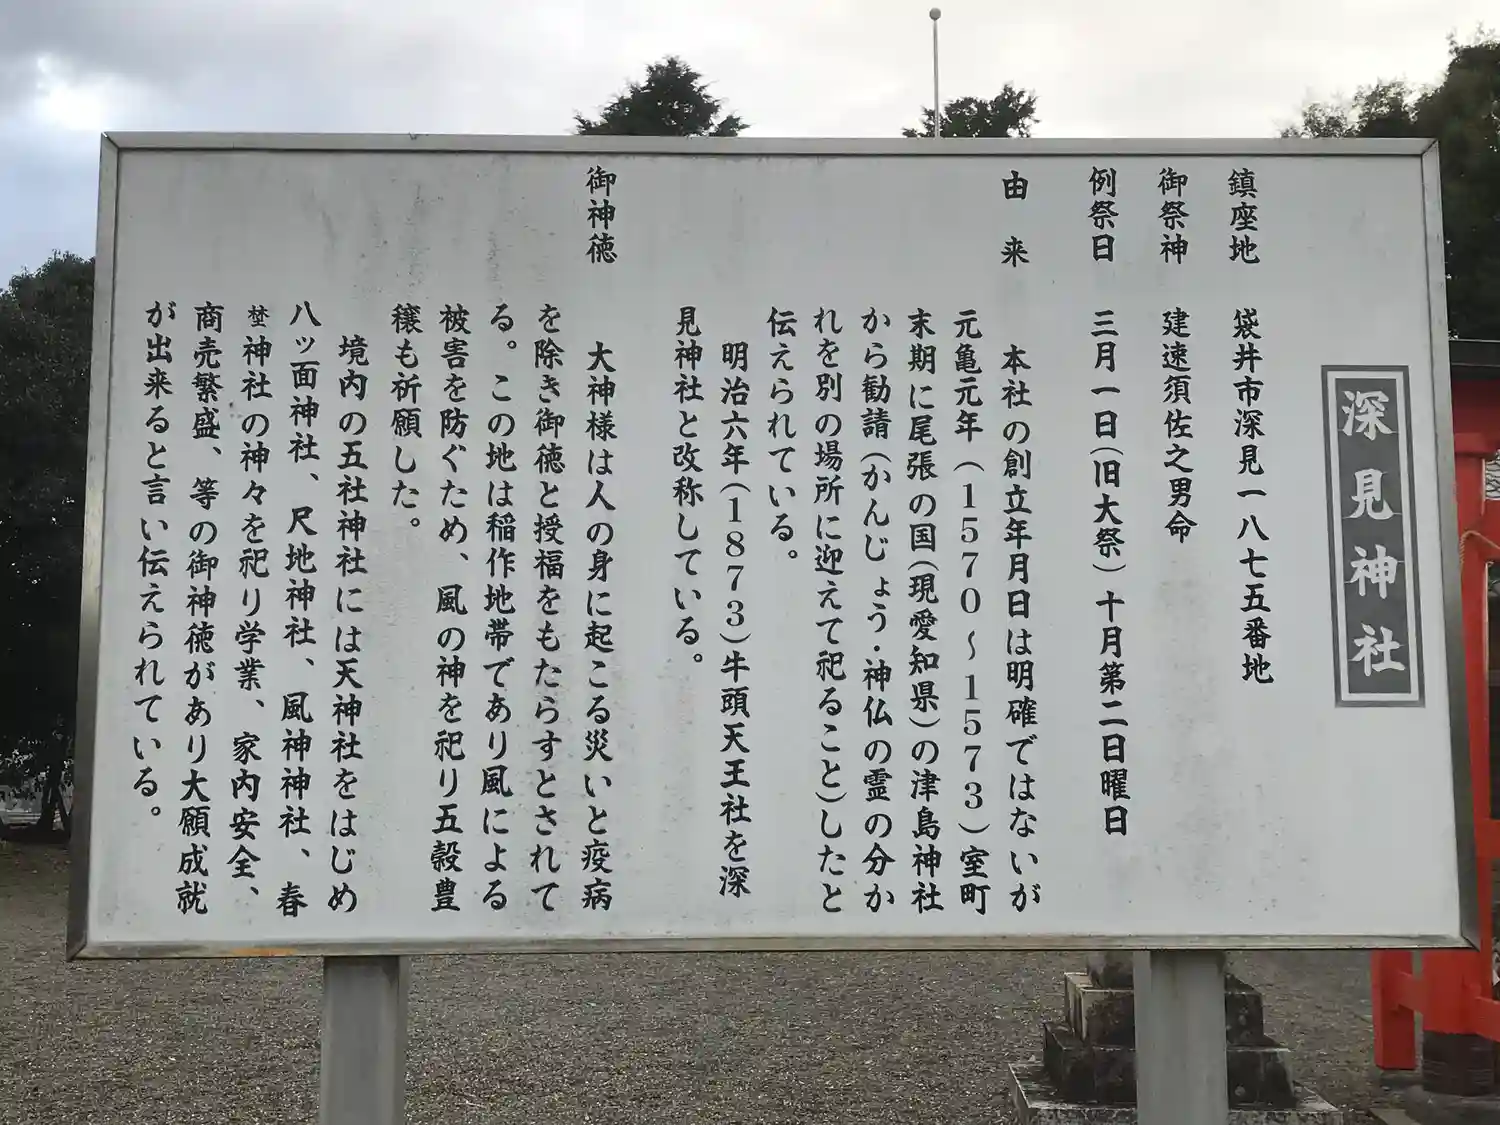 深見神社
鎮座地　袋井市深見一八七五番地
御祭神　建速須佐之男命
例祭日　三月一日(旧大祭)十月第二日曜日
由　来　本社の創立年月日は明確ではないが
元亀元年(1570～1573)室町
末期に尾張の国(現愛知県)の津島神社
から勧請(かんじょう・神仏の霊の分か
れを別の場所に迎えて祀ること)したと
伝えられている。
明治六年(1873)牛頭天王社を深
見神社と改称している。
御神徳　大神様は人の身に起こる災いと疫病
を除き御徳と授福をもたらすとされて
る。この地は稲作地帯であり風による
被害を防ぐため、風の神を祀り五穀豊
穣も祈願した。
境内の五社神社には天神社をはじめ
八ッ面神社、尺地神社、風神神社、春
埜神社の神々を祀り学業、家内安全、
商売繁盛、等の御神徳があり大願成就
が出来ると言い伝えられている。